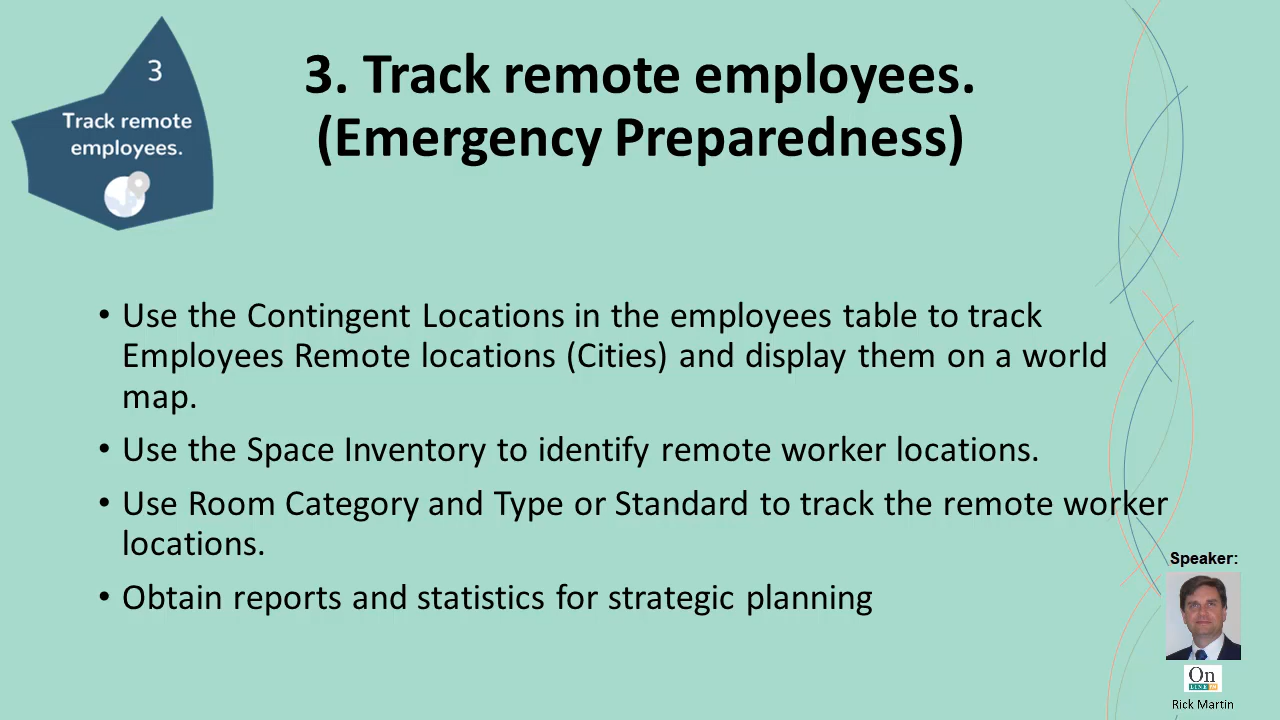 3
Track remote
employees.
3. Track remote employees.
(Emergency Preparedness)
• Use the Contingent Locations in the employees table to track
Employees Remote locations (Cities) and display them on a world
map.
• Use the Space Inventory to identify remote worker locations.
• Use Room Category and Type or Standard to track the remote worker
locations.
• Obtain reports and statistics for strategic planning
Speaker:
On
Rick Martin